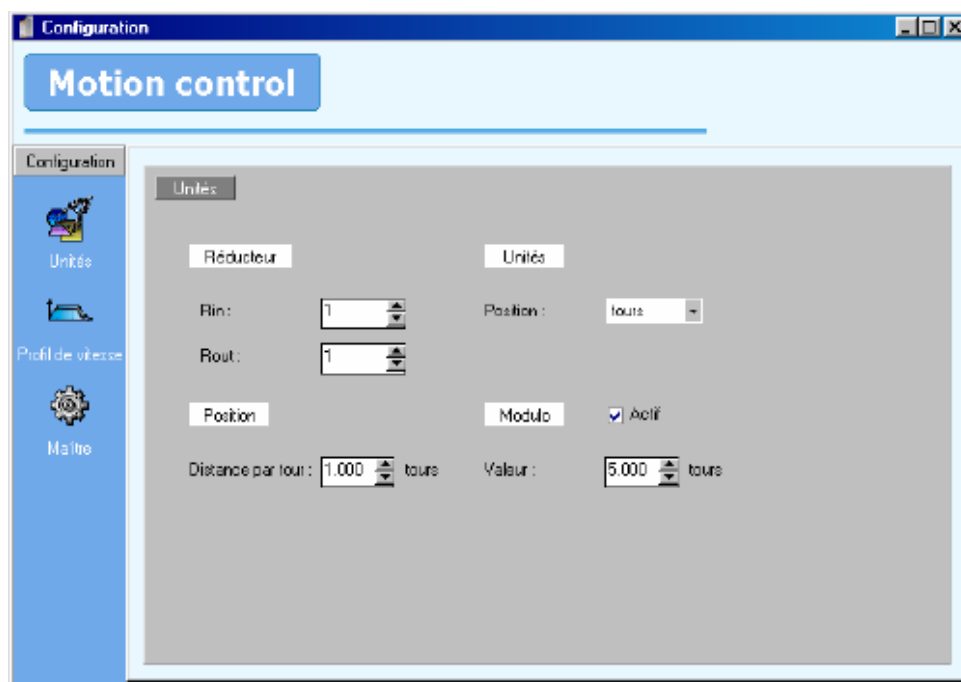 Configuration
Motion control
Configuration
Unités
Profil de vitesse
Maître
Unités
Réducteur
Unités
Rin : 1
Position : tours
Rout : 1
Position
Modulo
Actif
Distance par tour : 1.000 tours
Valeur : 5.000 tours